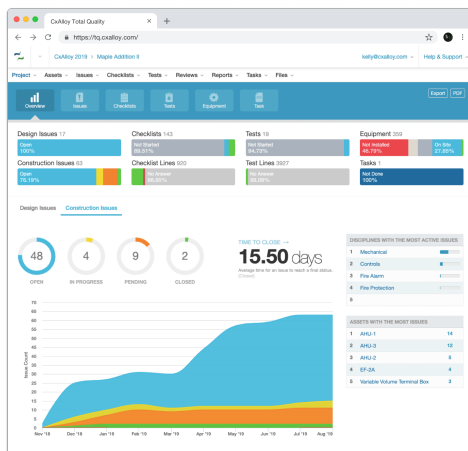 CxAlloy Total Quality
https://tq.cxalloy.com/
CxAlloy 2019 › Maple Addition II
kelly@cxalloy.com
Help & Support
Project Assets Issues Checklists Tests Reviews Reports Tasks Files
Overview Issues Checklists Tests Equipment Task
Export PDF
Design Issues 17 Checklists 143 Tests 19 Equipment 359
Open Not Started Not Started Not Installed On Site
100% 89.51% 94.73% 48.75% 27.85%
Construction Issues 63 Checklist Lines 920 Test Lines 3927 Tasks 1
Open No Answer No Answer Not Done
76.19% 100%
Design Issues Construction Issues
48 4 9 2
OPEN IN PROGRESS PENDING CLOSED
TIME TO CLOSE →
15.50 days
Average time for an issue to reach a final status.
(Closed)
DISCIPLINES WITH THE MOST ACTIVE ISSUES
1 Mechanical
2 Controls
3 Fire Alarm
4 Fire Protection
5
ASSETS WITH THE MOST ISSUES
1 AHU-1 14
2 AHU-3 12
3 AHU-2 5
4 EF-2A 4
5 Variable Volume Terminal Box 3
Issue Count
70
65
60
55
50
45
40
35
30
25
20
15
10
5
0
Nov '18 Dec '18 Jan '19 Feb '19 Mar '19 Apr '19 May '19 Jun '19 Jul '19 Aug '19